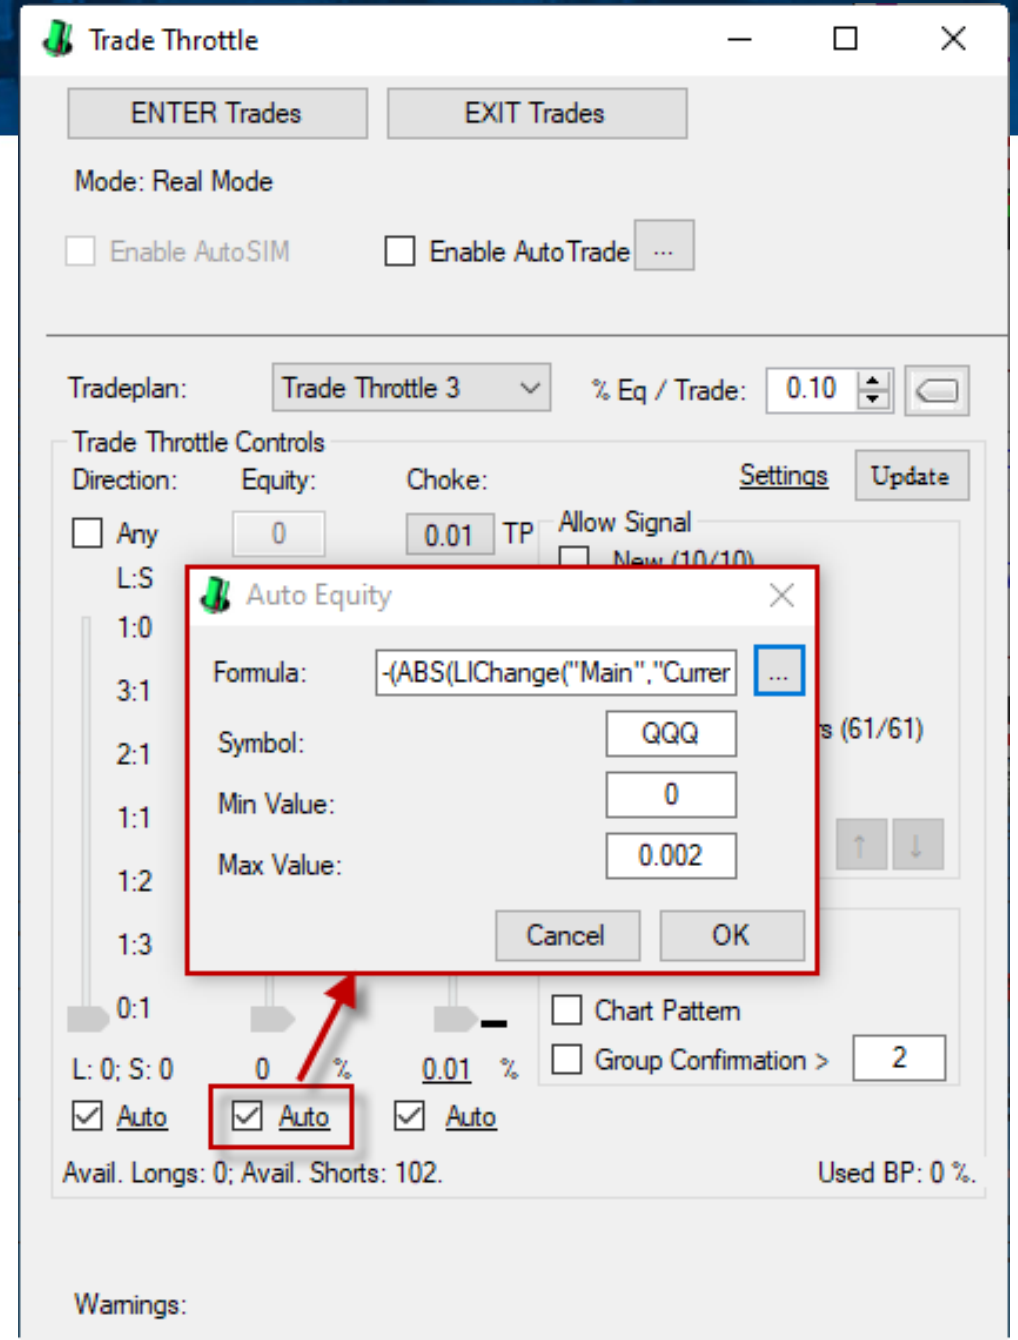 Trade Throttle
ENTER Trades EXIT Trades
Mode: Real Mode
Enable AutoSIM Enable AutoTrade ...
Tradeplan: Trade Throttle 3 % Eq / Trade: 0.10
Trade Throttle Controls
Direction: Equity: Choke: Settings Update
Any 0 0.01 TP Allow Signal
L:S New (10/10)
Auto Equity
1:0
Formula: -(ABS(LIChange("Main","Currer ...
3:1
Symbol: QQQ
rs (61/61)
2:1
Min Value: 0
1:1
Max Value: 0.002
↑ ↓
1:2
Cancel OK
1:3
0:1 Chart Pattern
L: 0; S: 0 0 % 0.01 % Group Confirmation > 2
Auto Auto Auto
Avail. Longs: 0; Avail. Shorts: 102. Used BP: 0 %.
Warnings: